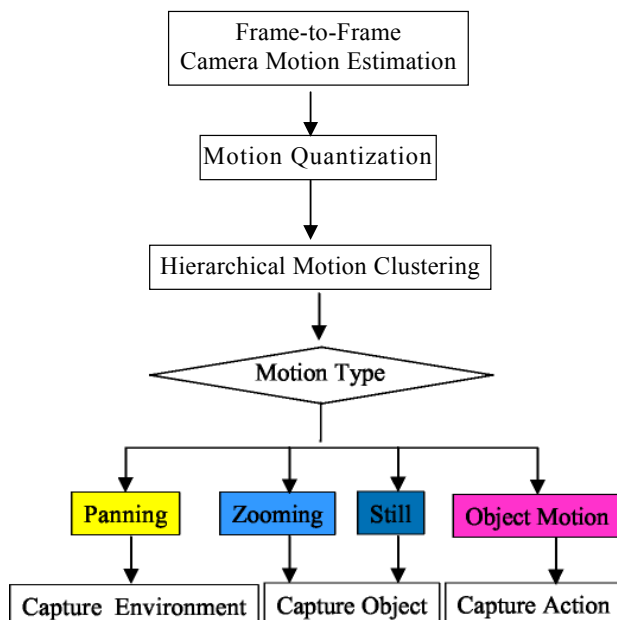 Frame-to-Frame
Camera Motion Estimation
Motion Quantization
Hierarchical Motion Clustering
Motion Type
Panning
Zooming
Still
Object Motion
Capture Environment
Capture Object
Capture Action